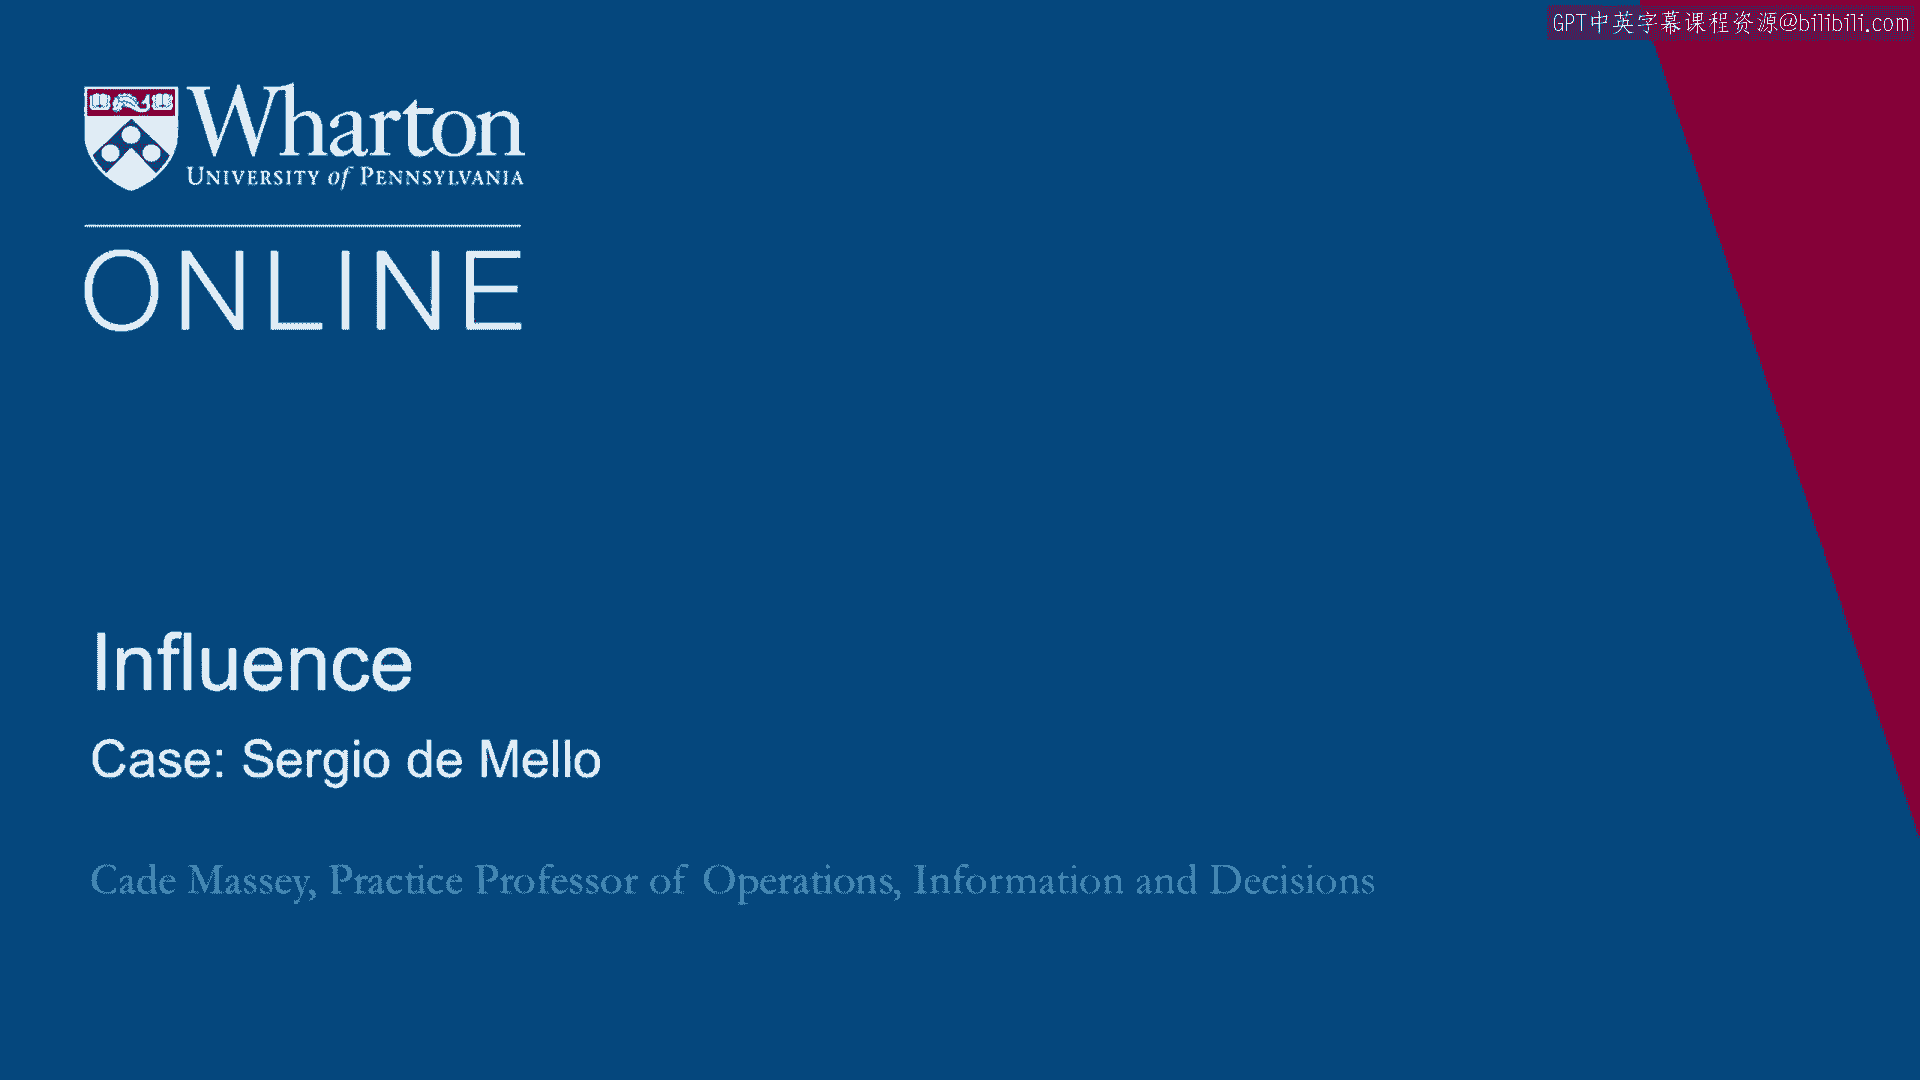 GPT中英字幕课程资源@bilibili.com
Wharton
UNIVERSITY of PENNSYLVANIA
ONLINE
Influence
Case: Sergio de Mello
Cade Massey, Practice Professor of Operations, Information and Decisions